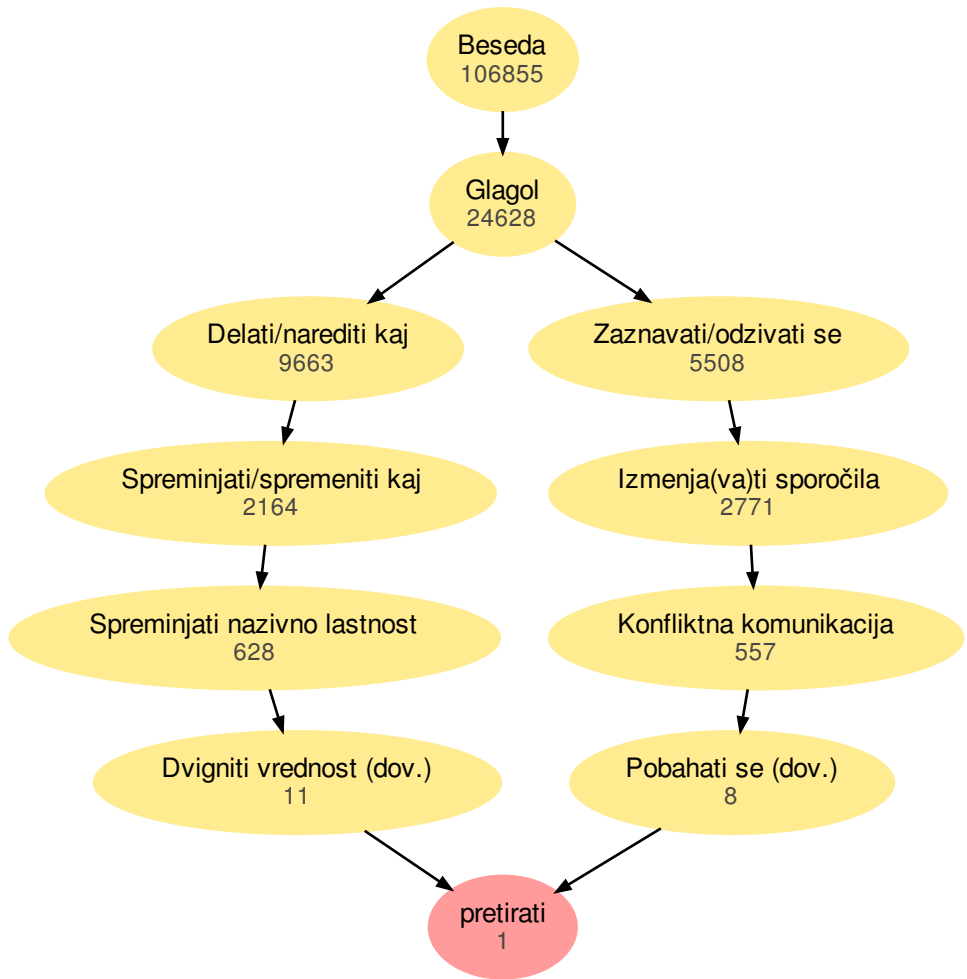 Beseda
106855
Glagol
24628
Delati/narediti kaj
9663
Zaznavati/odzivati se
5508
Spreminjati/spremeniti kaj
2164
Izmenja(va)ti sporočila
2771
Spreminjati nazivno lastnost
628
Konfliktna komunikacija
557
Dvigniti vrednost (dov.)
11
Pobahati se (dov.)
8
pretirati
1